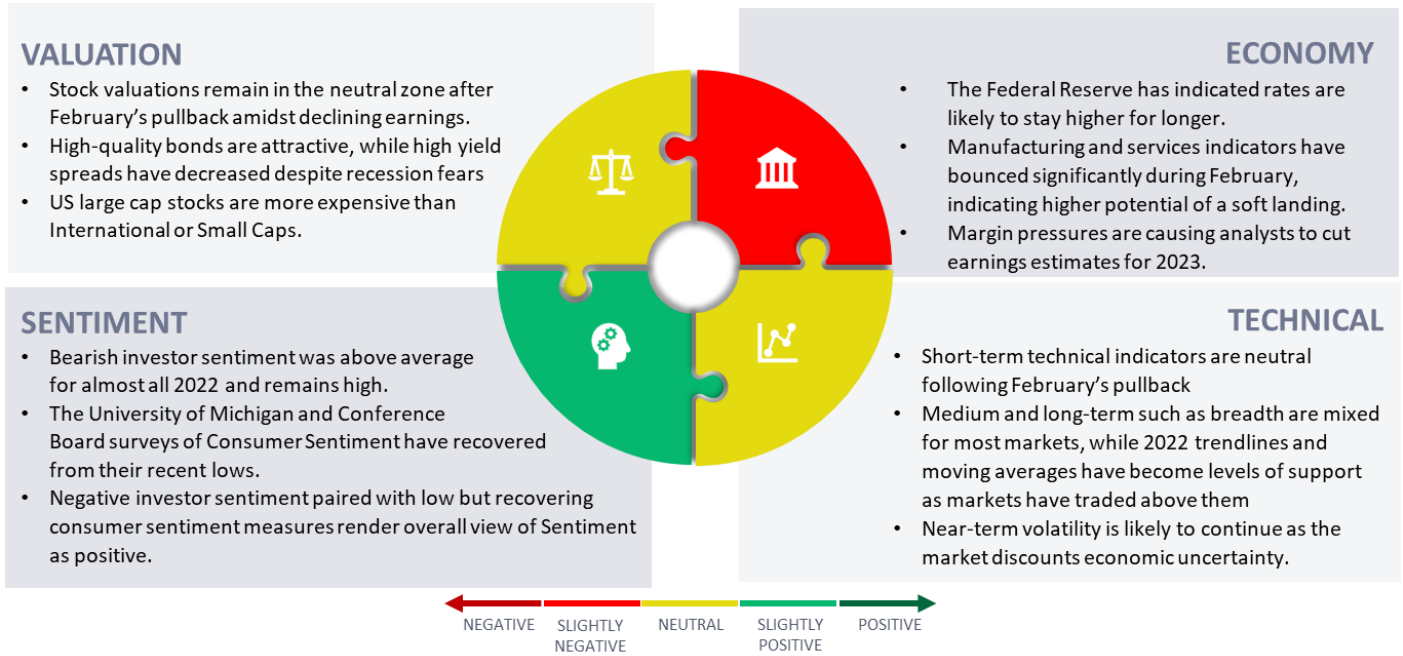 VALUATION
• Stock valuations remain in the neutral zone after
February’s pullback amidst declining earnings.
• High-quality bonds are attractive, while high yield
spreads have decreased despite recession fears
• US large cap stocks are more expensive than
International or Small Caps.
ECONOMY
• The Federal Reserve has indicated rates are
likely to stay higher for longer.
• Manufacturing and services indicators have
bounced significantly during February,
indicating higher potential of a soft landing.
• Margin pressures are causing analysts to cut
earnings estimates for 2023.
SENTIMENT
• Bearish investor sentiment was above average
for almost all 2022 and remains high.
• The University of Michigan and Conference
Board surveys of Consumer Sentiment have recovered
from their recent lows.
• Negative investor sentiment paired with low but recovering
consumer sentiment measures render overall view of Sentiment
as positive.
TECHNICAL
• Short-term technical indicators are neutral
following February’s pullback
• Medium and long-term such as breadth are mixed
for most markets, while 2022 trendlines and
moving averages have become levels of support
as markets have traded above them
• Near-term volatility is likely to continue as the
market discounts economic uncertainty.
NEGATIVE
SLIGHTLY
NEGATIVE
NEUTRAL
SLIGHTLY
POSITIVE
POSITIVE